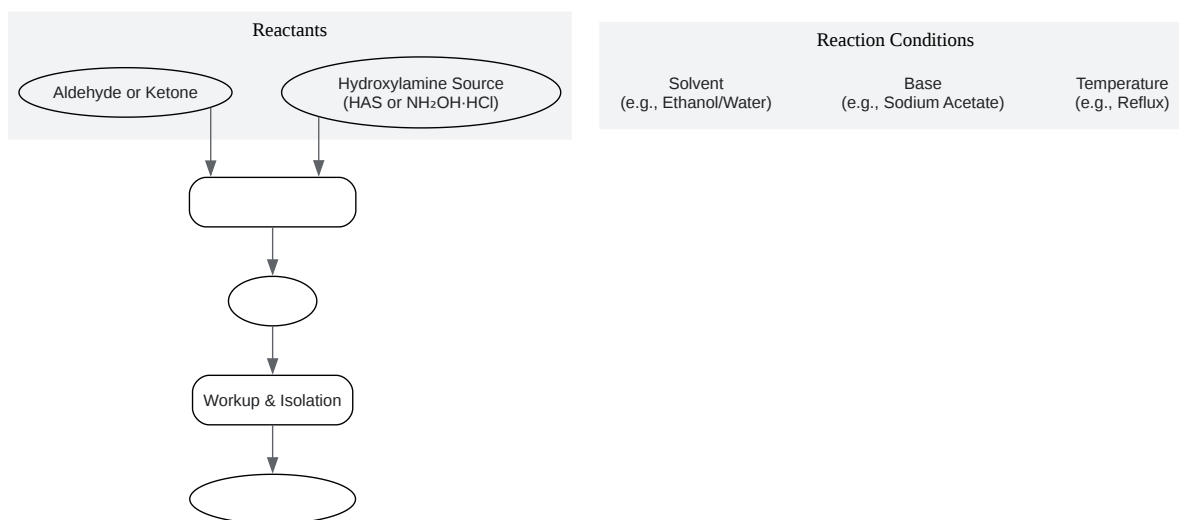 Reactants
Aldehyde or Ketone
Hydroxylamine Source
(HAS or NH₂OH·HCl)
Reaction Conditions
Solvent
(e.g., Ethanol/Water)
Base
(e.g., Sodium Acetate)
Temperature
(e.g., Reflux)
Workup & Isolation